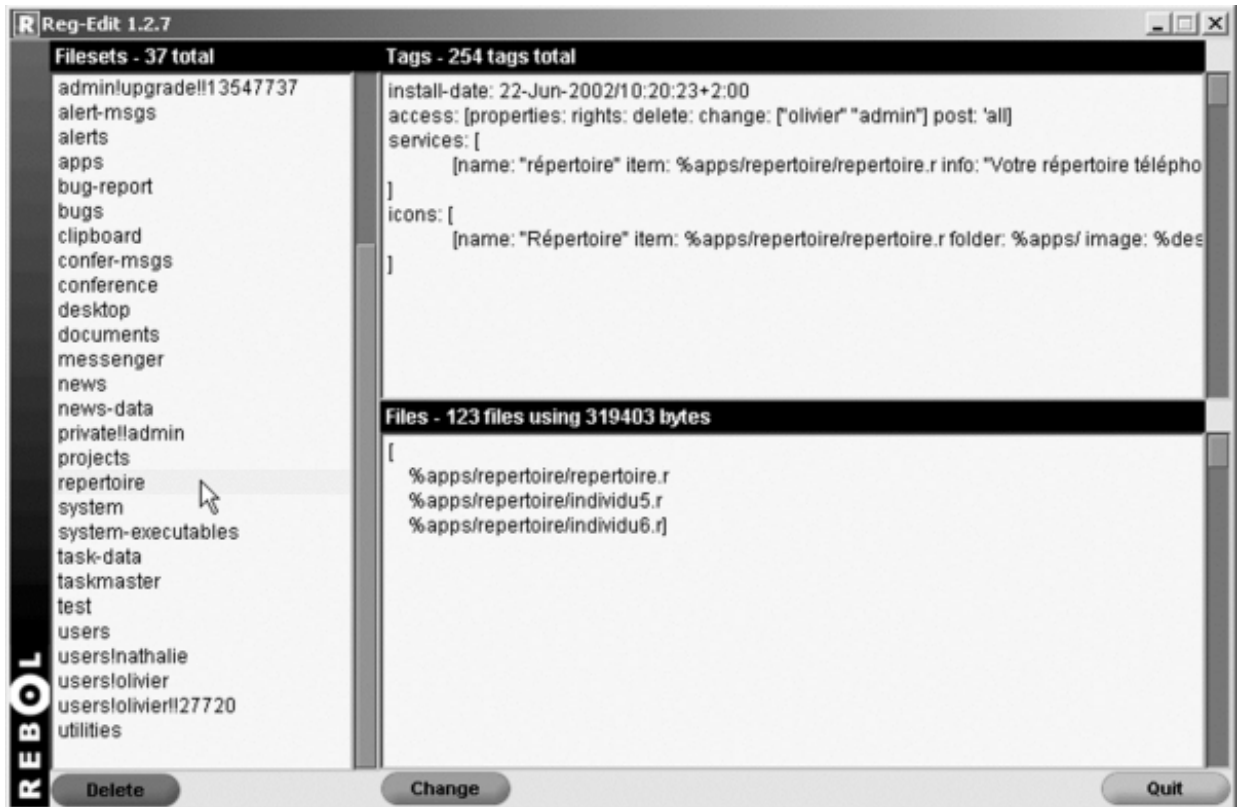 R Reg-Edit 1.2.7
Filesets - 37 total
admin!upgrade!!13547737
alert-msgs
alerts
apps
bug-report
bugs
clipboard
confer-msgs
conference
desktop
documents
messenger
news
news-data
private!!admin
projects
repertoire
system
system-executables
task-data
taskmaster
test
users
users!nathalie
users!olivier
users!olivier!!27720
utilities
Tags - 254 tags total
install-date: 22-Jun-2002/10:20:23+2:00
access: [properties: rights: delete: change: ["olivier" "admin"] post: 'all]
services: [
[name: "répertoire" item: %apps/repertoire/repertoire.r info: "Votre répertoire télépho
]
icons: [
[name: "Répertoire" item: %apps/repertoire/repertoire.r folder: %apps/ image: %des
]
Files - 123 files using 319403 bytes
[
%apps/repertoire/repertoire.r
%apps/repertoire/individu5.r
%apps/repertoire/individu6.r]
REBOL
Delete
Change
Quit